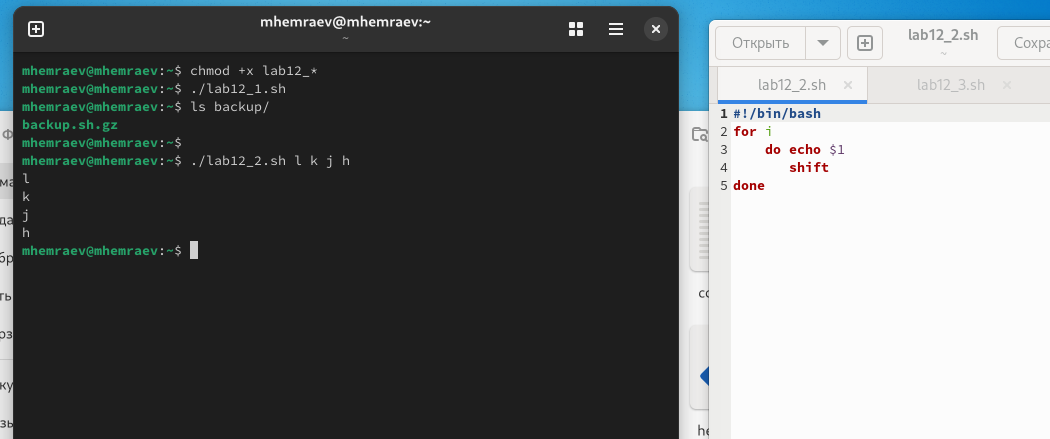 mhemraev@mhemraev:~
~
mhemraev@mhemraev:~$ chmod +x lab12_*
mhemraev@mhemraev:~$ ./lab12_1.sh
mhemraev@mhemraev:~$ ls backup/
backup.sh.gz
mhemraev@mhemraev:~$
mhemraev@mhemraev:~$ ./lab12_2.sh l k j h
l
k
j
h
mhemraev@mhemraev:~$
Открыть
lab12_2.sh
~
Сохра
lab12_2.sh
lab12_3.sh
1 #!/bin/bash
2 for i
3     do echo $1
4        shift
5 done